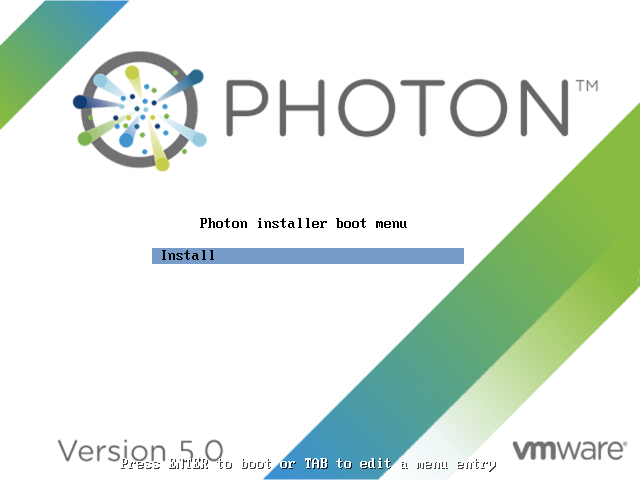 PHOTON™
Photon installer boot menu
Install
Version 5.0
Press ENTER to boot or TAB to edit a menu entry
vmware®